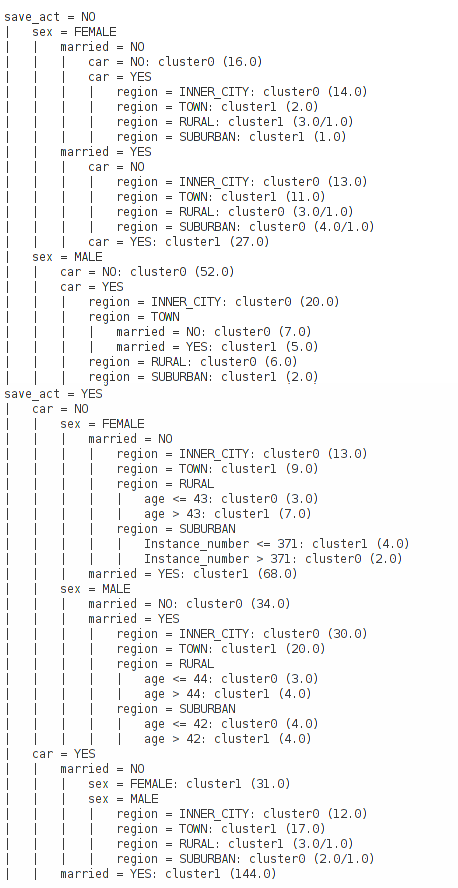 save_act = NO
|   sex = FEMALE
|   |   married = NO
|   |   |   car = NO: cluster0 (16.0)
|   |   |   car = YES
|   |   |   |   region = INNER_CITY: cluster0 (14.0)
|   |   |   |   region = TOWN: cluster1 (2.0)
|   |   |   |   region = RURAL: cluster1 (3.0/1.0)
|   |   |   |   region = SUBURBAN: cluster1 (1.0)
|   |   married = YES
|   |   |   car = NO
|   |   |   |   region = INNER_CITY: cluster0 (13.0)
|   |   |   |   region = TOWN: cluster1 (11.0)
|   |   |   |   region = RURAL: cluster0 (3.0/1.0)
|   |   |   |   region = SUBURBAN: cluster0 (4.0/1.0)
|   |   |   car = YES: cluster1 (27.0)
|   sex = MALE
|   |   car = NO: cluster0 (52.0)
|   |   car = YES
|   |   |   region = INNER_CITY: cluster0 (20.0)
|   |   |   region = TOWN
|   |   |   |   married = NO: cluster0 (7.0)
|   |   |   |   married = YES: cluster1 (5.0)
|   |   |   region = RURAL: cluster0 (6.0)
|   |   |   region = SUBURBAN: cluster1 (2.0)
save_act = YES
|   car = NO
|   |   sex = FEMALE
|   |   |   married = NO
|   |   |   |   region = INNER_CITY: cluster0 (13.0)
|   |   |   |   region = TOWN: cluster1 (9.0)
|   |   |   |   region = RURAL
|   |   |   |   |   age <= 43: cluster0 (3.0)
|   |   |   |   |   age > 43: cluster1 (7.0)
|   |   |   |   region = SUBURBAN
|   |   |   |   |   Instance_number <= 371: cluster1 (4.0)
|   |   |   |   |   Instance_number > 371: cluster0 (2.0)
|   |   |   married = YES: cluster1 (68.0)
|   |   sex = MALE
|   |   |   married = NO: cluster0 (34.0)
|   |   |   married = YES
|   |   |   |   region = INNER_CITY: cluster0 (30.0)
|   |   |   |   region = TOWN: cluster1 (20.0)
|   |   |   |   region = RURAL
|   |   |   |   |   age <= 44: cluster0 (3.0)
|   |   |   |   |   age > 44: cluster1 (4.0)
|   |   |   |   region = SUBURBAN
|   |   |   |   |   age <= 42: cluster0 (4.0)
|   |   |   |   |   age > 42: cluster1 (4.0)
|   car = YES
|   |   married = NO
|   |   |   sex = FEMALE: cluster1 (31.0)
|   |   |   sex = MALE
|   |   |   |   region = INNER_CITY: cluster0 (12.0)
|   |   |   |   region = TOWN: cluster1 (17.0)
|   |   |   |   region = RURAL: cluster1 (3.0/1.0)
|   |   |   |   region = SUBURBAN: cluster0 (2.0/1.0)
|   |   married = YES: cluster1 (144.0)